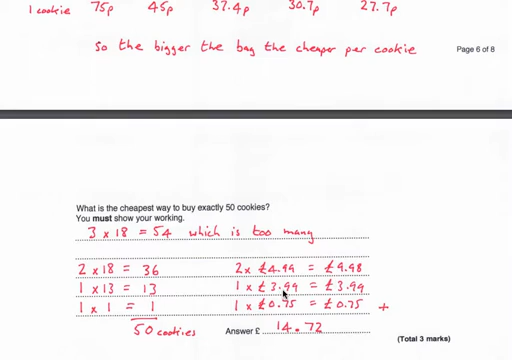 1 cookie 75p 45p 37.4p 30.7p 27.7p
So the bigger the bag the cheaper per cookie
Page 6 of 8
What is the cheapest way to buy exactly 50 cookies?
You must show your working.
3 x 18 = 54 which is too many
2 x 18 = 36 2 x £4.99 = £9.98
1 x 13 = 13 1 x £3.99 = £3.99
1 x 1 = 1 1 x £0.75 = £0.75 +
50 cookies Answer £ 14.72
(Total 3 marks)